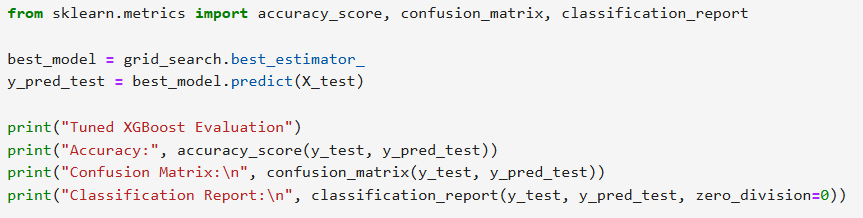 from sklearn.metrics import accuracy_score, confusion_matrix, classification_report
best_model = grid_search.best_estimator_
y_pred_test = best_model.predict(X_test)
print("Tuned XGBoost Evaluation")
print("Accuracy:", accuracy_score(y_test, y_pred_test))
print("Confusion Matrix:\n", confusion_matrix(y_test, y_pred_test))
print("Classification Report:\n", classification_report(y_test, y_pred_test, zero_division=0))